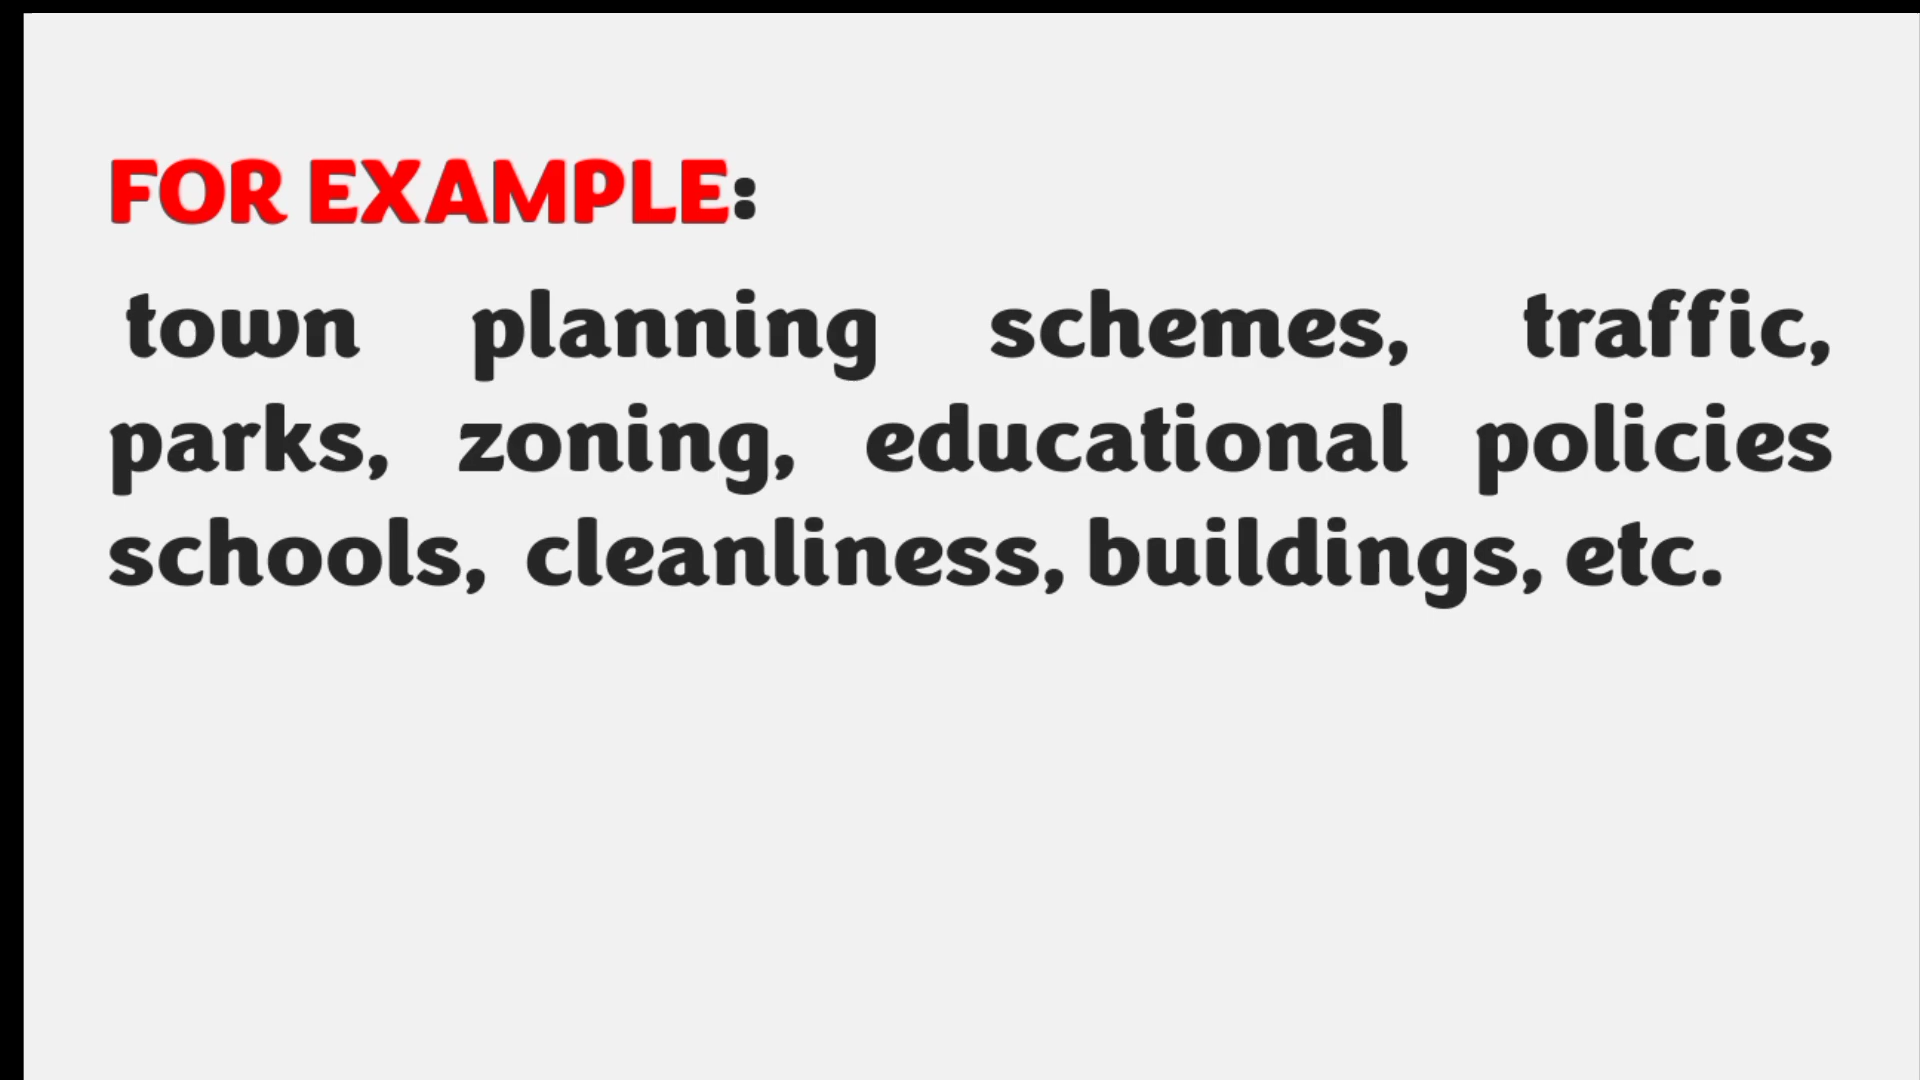 FOR EXAMPLE:
town planning schemes, traffic,
parks, zoning, educational policies
schools, cleanliness, buildings, etc.